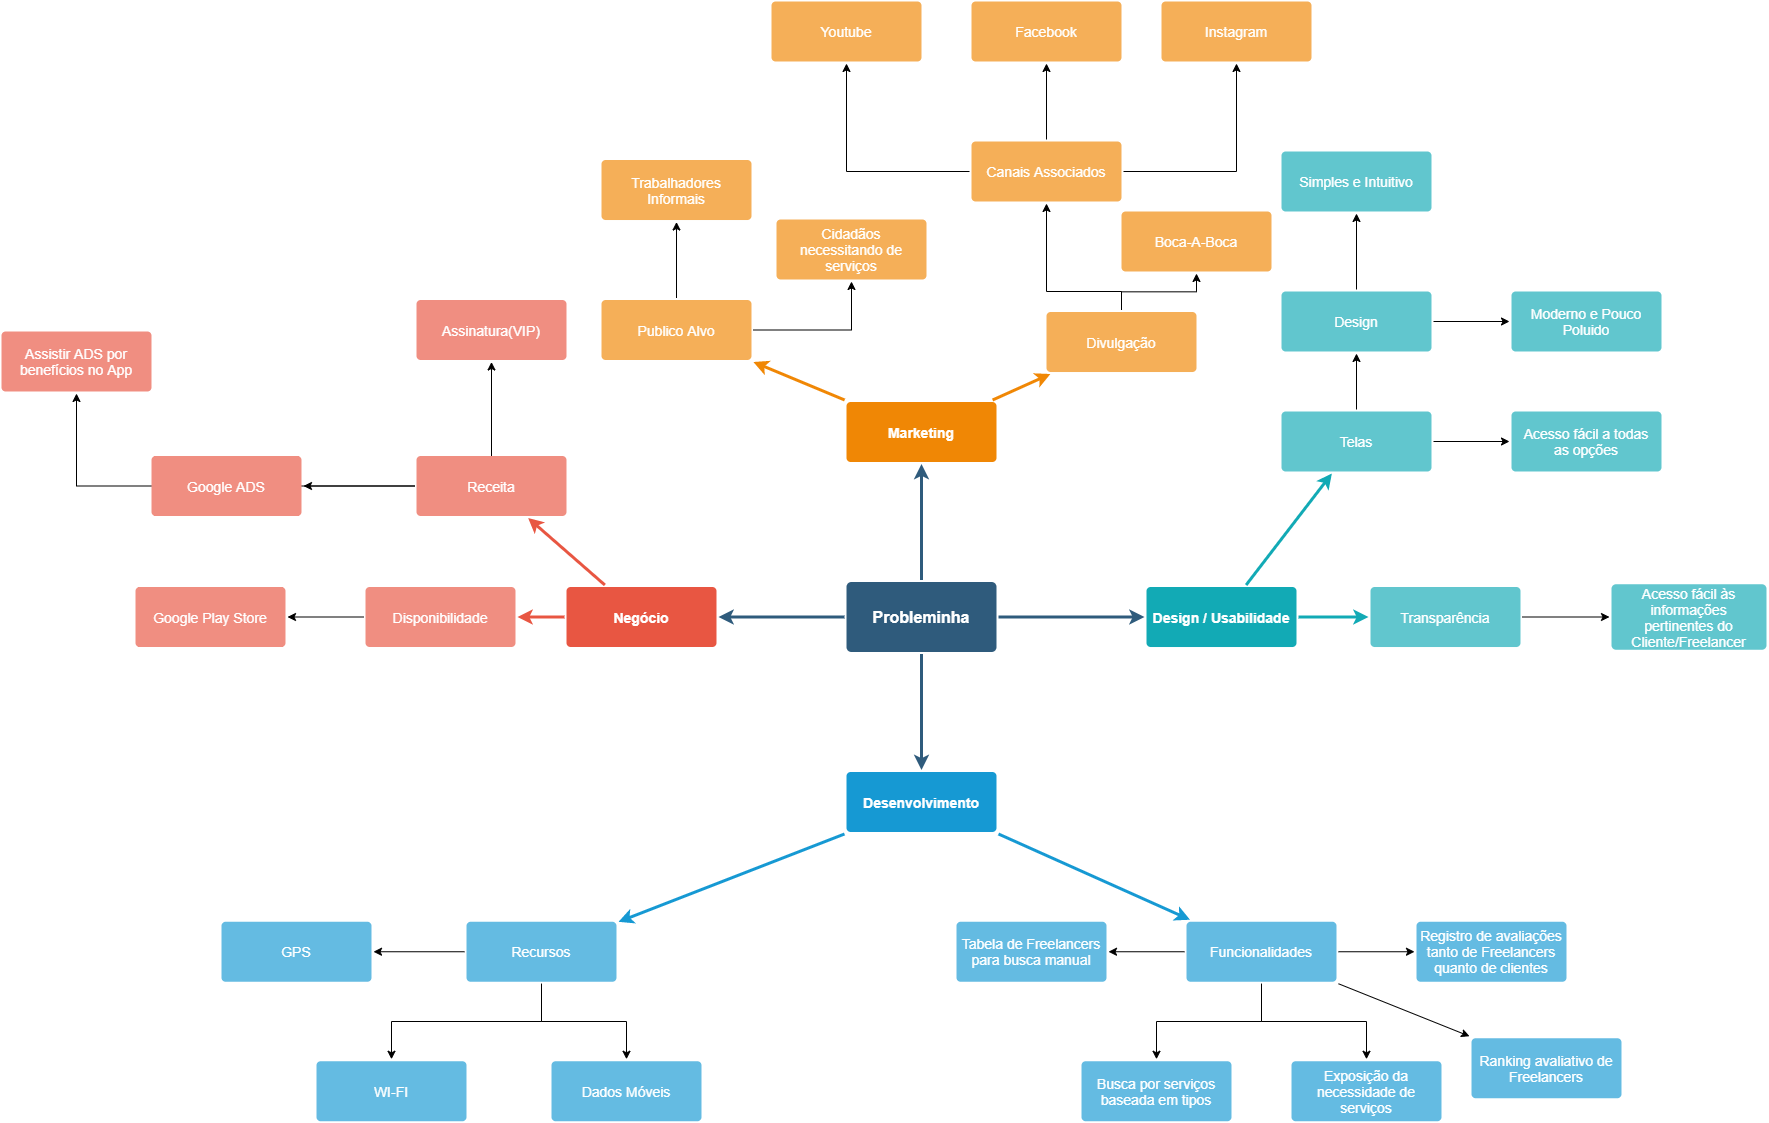 Youtube
Facebook
Instagram
Canais Associados
Trabalhadores
Informais
Simples e Intuitivo
Cidadãos
necessitando de
serviços
Boca-A-Boca
Assinatura(VIP)
Publico Alvo
Divulgação
Design
Moderno e Pouco
Poluido
Assistir ADS por
benefícios no App
Marketing
Telas
Acesso fácil a todas
as opções
Google ADS
Receita
Google Play Store
Disponibilidade
Negócio
Probleminha
Design / Usabilidade
Transparência
Acesso fácil às
informações
pertinentes do
Cliente/Freelancer
Desenvolvimento
GPS
Recursos
Tabela de Freelancers
para busca manual
Funcionalidades
Registro de avaliações
tanto de Freelancers
quanto de clientes
WI-FI
Dados Móveis
Busca por serviços
baseada em tipos
Exposição da
necessidade de
serviços
Ranking avaliativo de
Freelancers